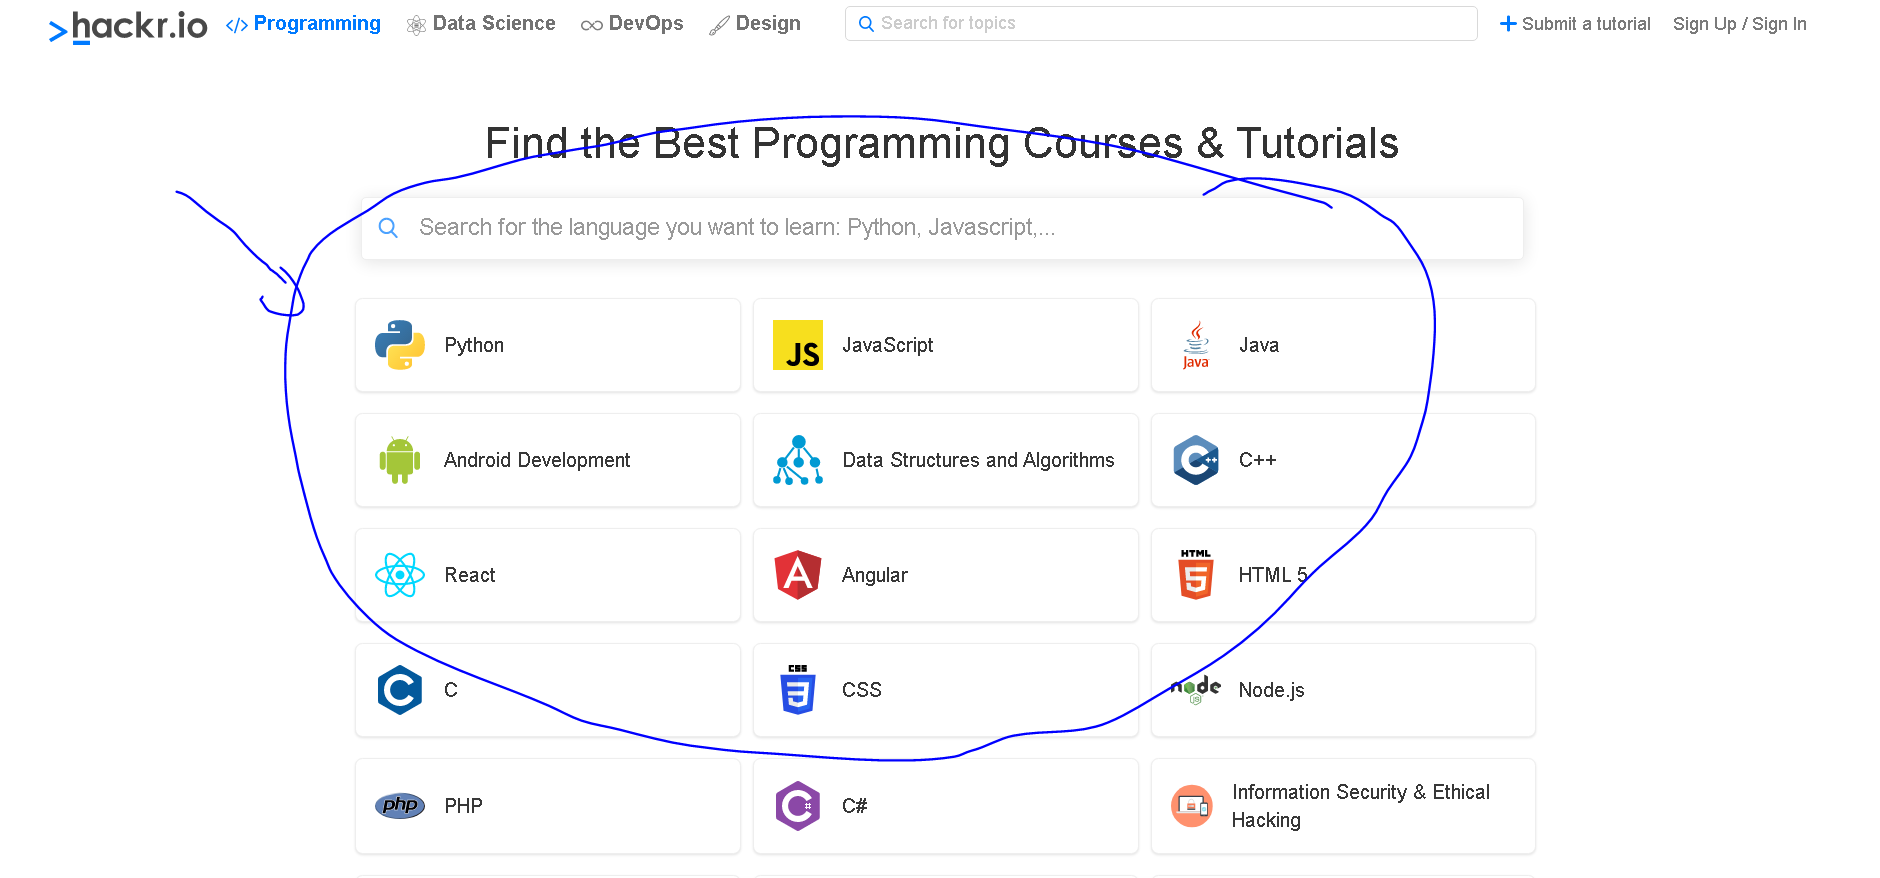 hackr.io </> Programming Data Science DevOps Design Search for topics + Submit a tutorial Sign Up / Sign In
Find the Best Programming Courses & Tutorials
Search for the language you want to learn: Python, Javascript,...
Python JS JavaScript Java Java
Android Development Data Structures and Algorithms C++ C++
React A Angular HTML 5 HTML 5
C C CSS 3 CSS node JS Node.js
php PHP C# C# Information Security & Ethical
Hacking